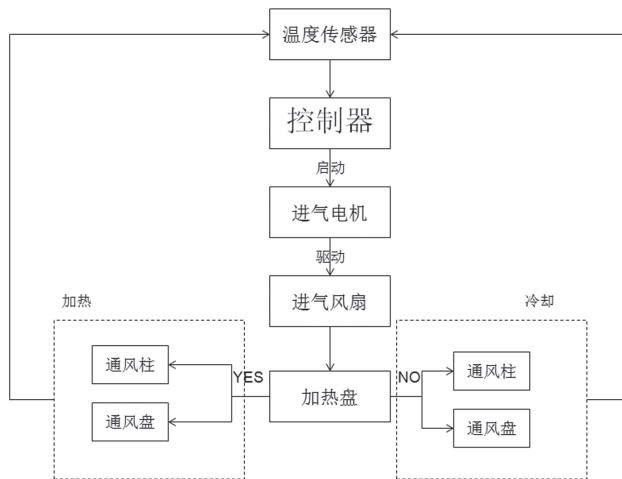 温度传感器
控制器
启动
进气电机
驱动
进气风扇
加热
冷却
通风柱
通风盘
YES
加热盘
NO
通风柱
通风盘